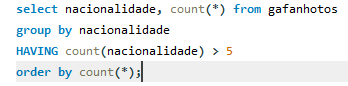 select nacionalidade, count(*) from gafanhotos
group by nacionalidade
HAVING count(nacionalidade) > 5
order by count(*);